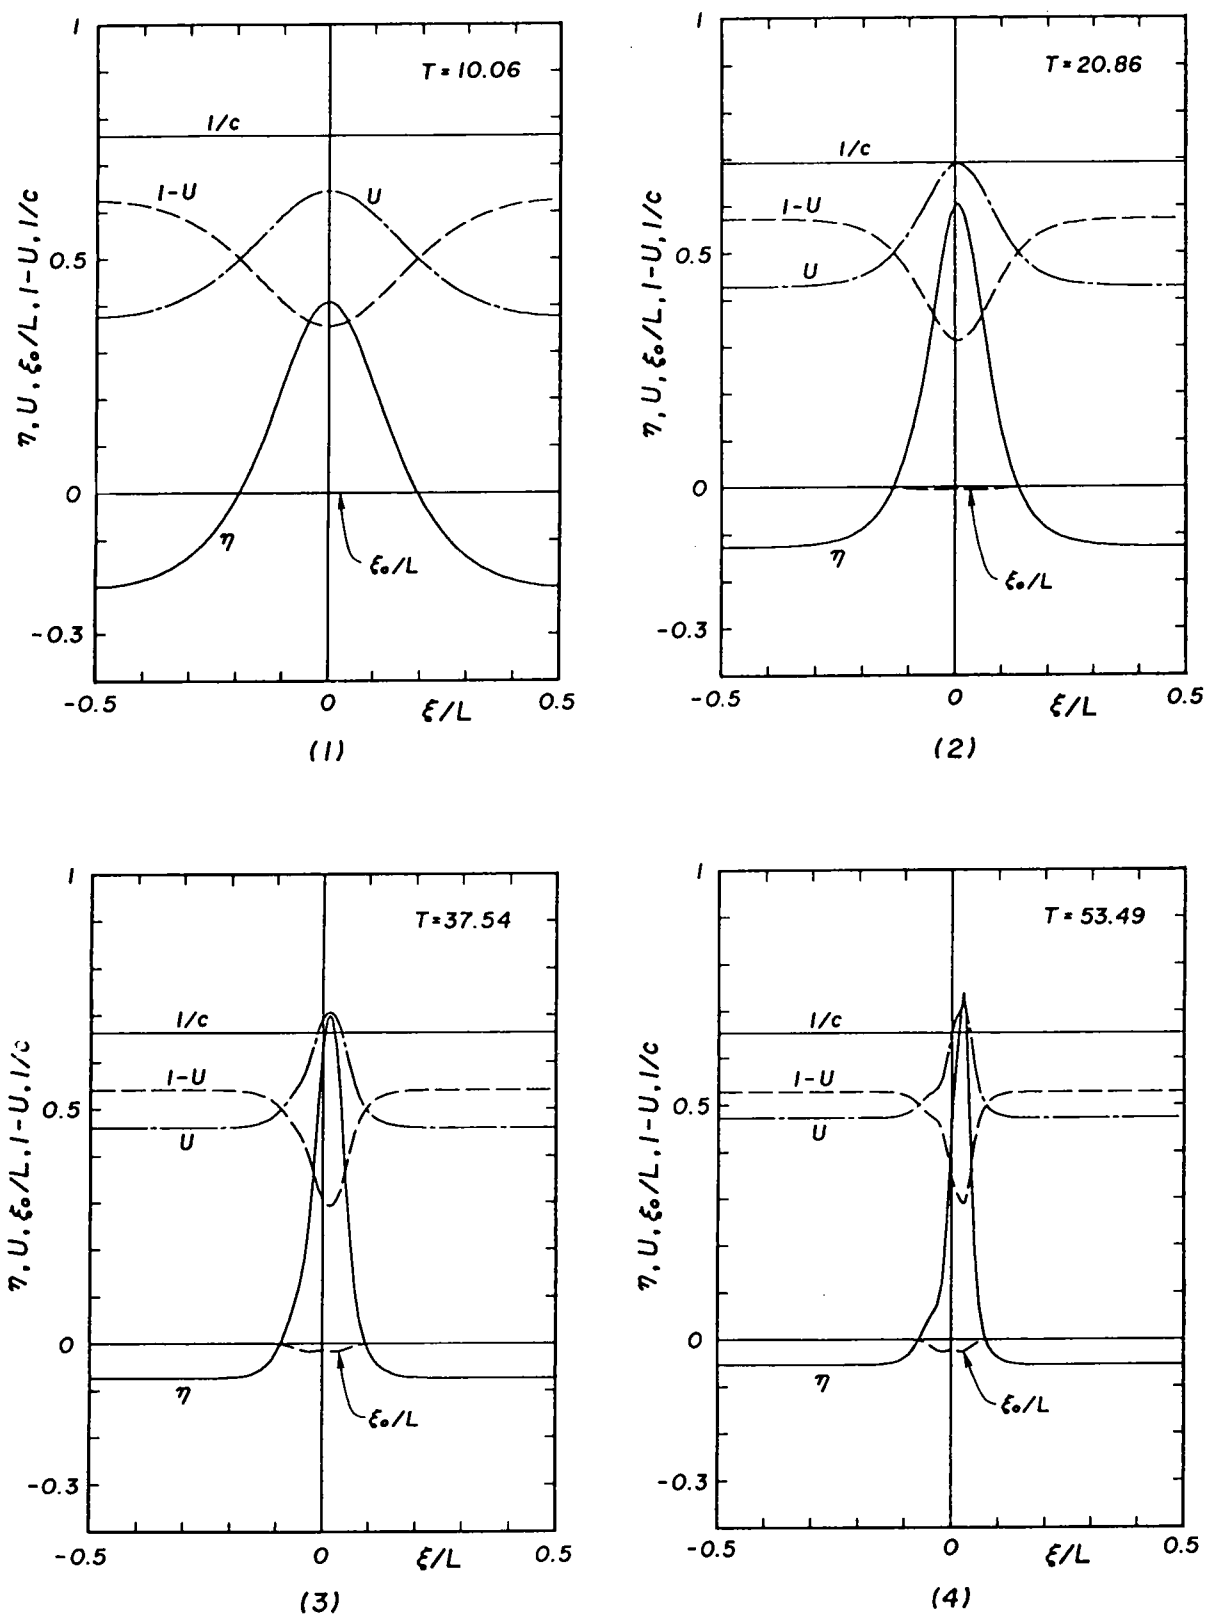 1
T=10.06
1/c
1-U
U
0.5
η, U, ξ₀/L, 1-U, 1/c
0
η
ξ₀/L
-0.3
-0.5
0
ξ/L
0.5
(1)
1
T=20.86
1/c
1-U
U
0.5
η, U, ξ₀/L, 1-U, 1/c
0
η
ξ₀/L
-0.3
-0.5
0
ξ/L
0.5
(2)
1
T=37.54
1/c
1-U
0.5
U
η, U, ξ₀/L, 1-U, 1/c
0
η
ξ₀/L
-0.3
-0.5
0
ξ/L
0.5
(3)
1
T=53.49
1/c
1-U
0.5
U
η, U, ξ₀/L, 1-U, 1/c
0
η
ξ₀/L
-0.3
-0.5
0
ξ/L
0.5
(4)